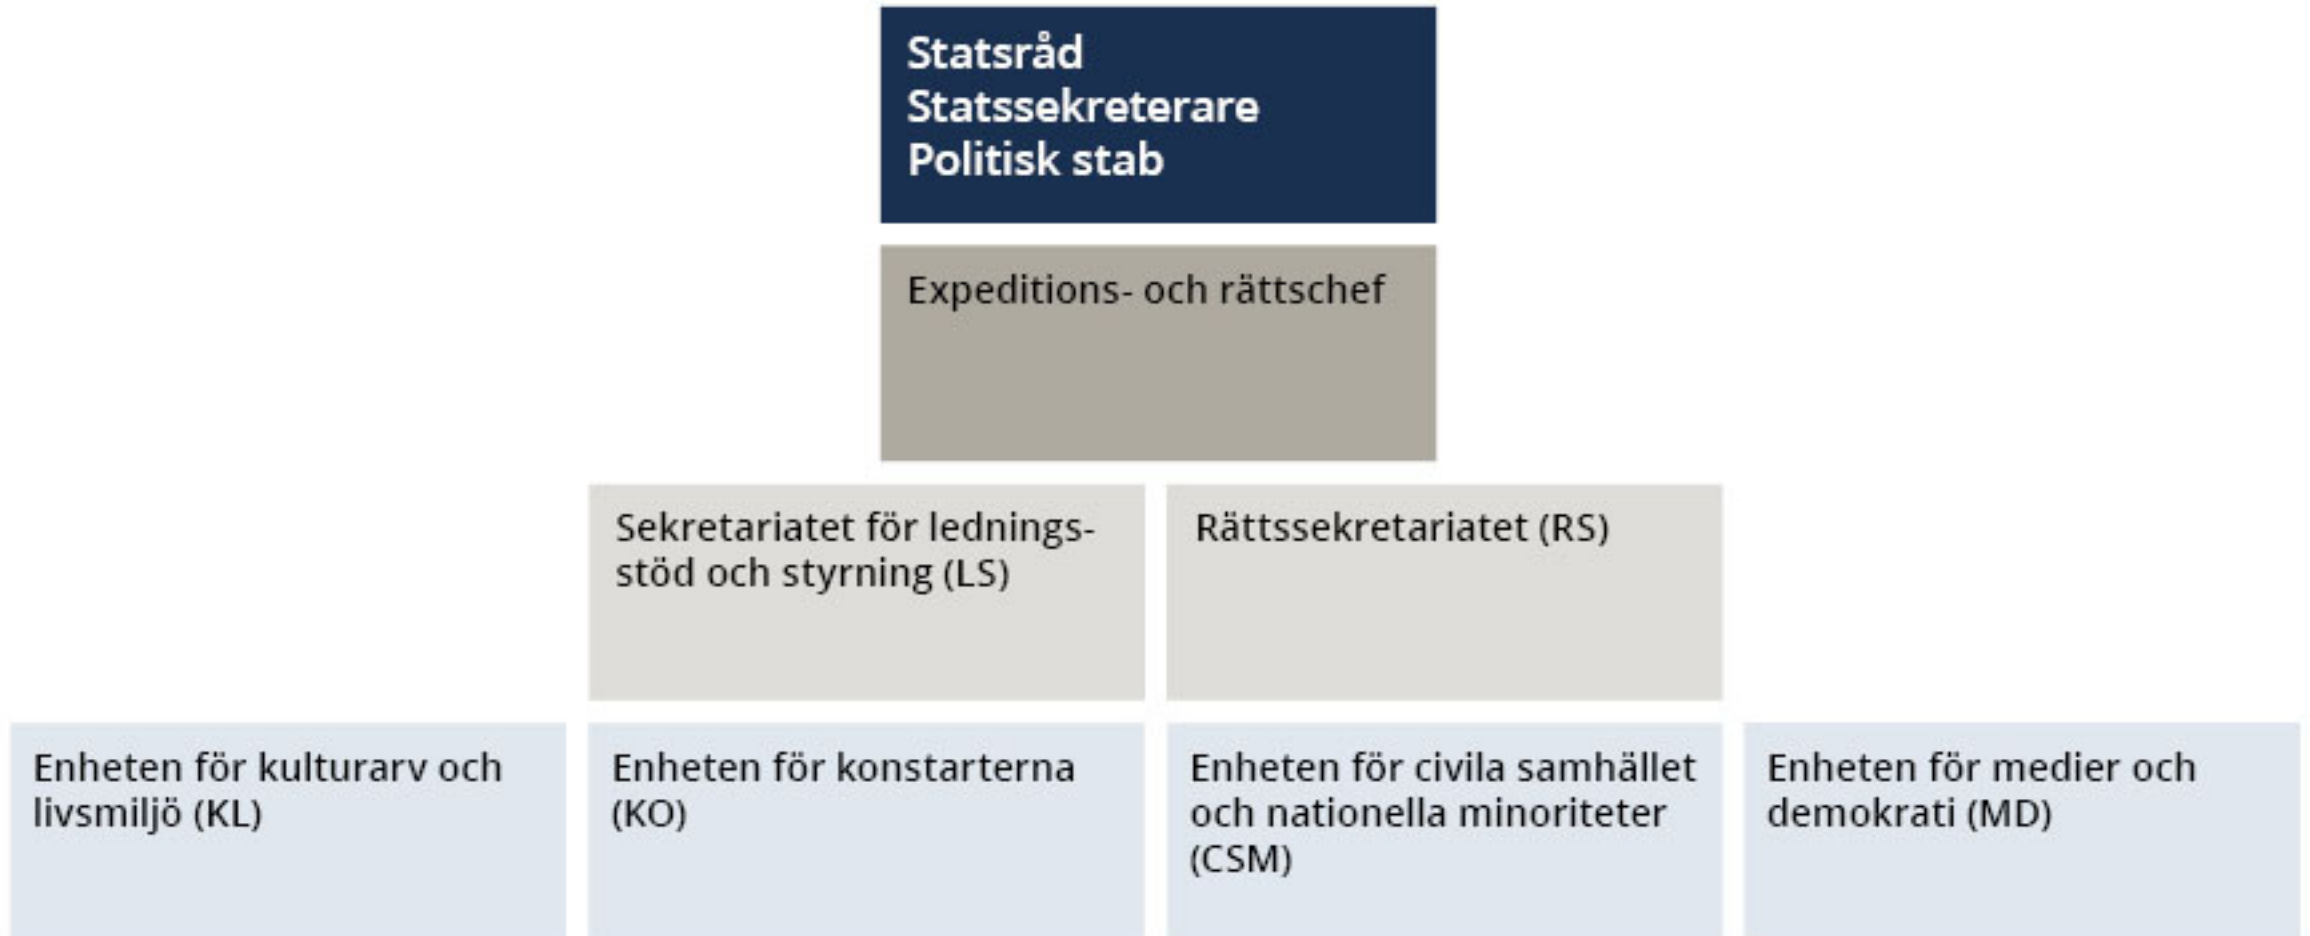 Statsråd
Statssekreterare
Politisk stab
Expeditions- och rättschef
Sekretariatet för lednings-
stöd och styrning (LS)
Rättssekretariatet (RS)
Enheten för kulturarv och
livsmiljö (KL)
Enheten för konstarterna
(KO)
Enheten för civila samhället
och nationella minoriteter
(CSM)
Enheten för medier och
demokrati (MD)